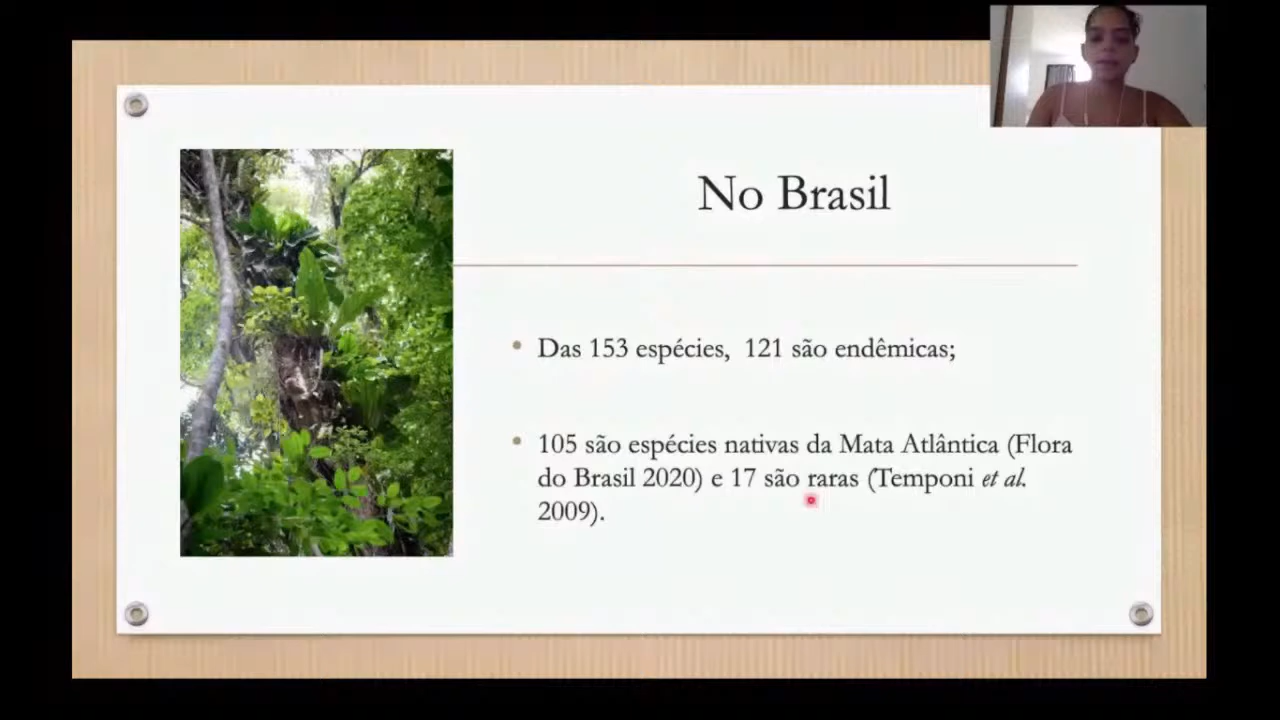 No Brasil
Das 153 espécies, 121 são endêmicas;
105 são espécies nativas da Mata Atlântica (Flora
do Brasil 2020) e 17 são raras (Temponi et al.
2009).